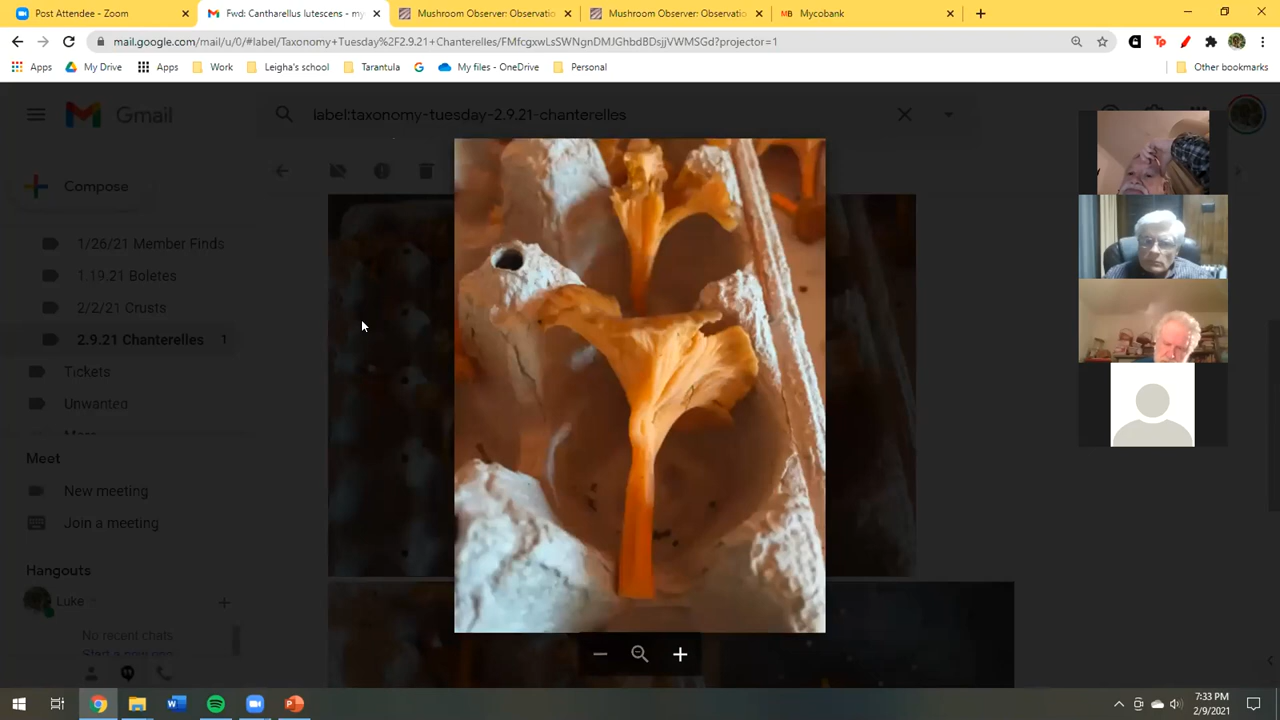 Post Attendee - Zoom
Fwd: Cantharellus lutescens - my
Mushroom Observer: Observatio
Mushroom Observer: Observatio
Mycobank
mail.google.com/mail/u/0/#label/Taxonomy+Tuesday%2F2.9.21+Chanterelles/FMfcgxwLsSWNgnDMJGhbdBDsjjVWMSGd?projector=1
Apps
My Drive
Apps
Work
Leigha's school
Tarantula
My files - OneDrive
Personal
Other bookmarks
Gmail
label:taxonomy-tuesday-2.9.21-chanterelles
Compose
1/26/21 Member Finds
1.19.21 Boletes
2/2/21 Crusts
2.9.21 Chanterelles 1
Tickets
Unwanted
Meet
New meeting
Join a meeting
Hangouts
Luke
No recent chats
Start a new one
7:33 PM
2/9/2021